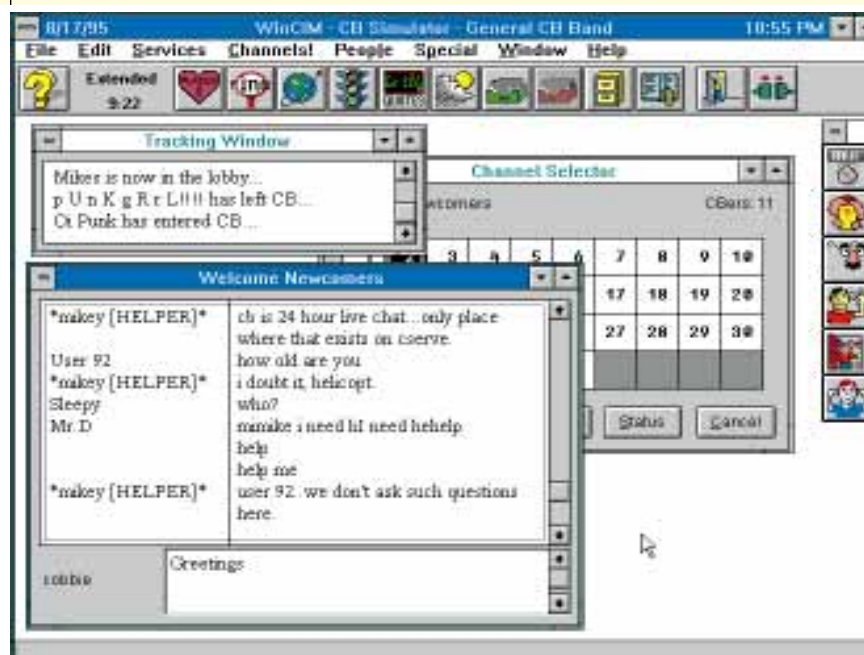 8/17/95 WinCIM - CB Simulator - General CB Band 10:55 PM
File Edit Services Channels! People Special Window Help
Extended
9:22
Tracking Window
Mikes is now in the lobby...
p U n K g R r L!!!! has left CB...
Ct Punk has entered CB...
Channel Selector
CBers: 11
3 4 5 6 7 8 9 10
17 18 19 20
27 28 29 30
Status Cancel
Welcome Newcomers
*mikey [HELPER]* cb is 24 hour live chat...only place
where that exists on cserve.
User 92 how old are you
*mikey [HELPER]* i doubt it, helicopt.
Sleepy who?
Mr. D mimike i need hI need hehelp.
help
help me
*mikey [HELPER]* user 92..we don't ask such questions
here.
robbie Greetings